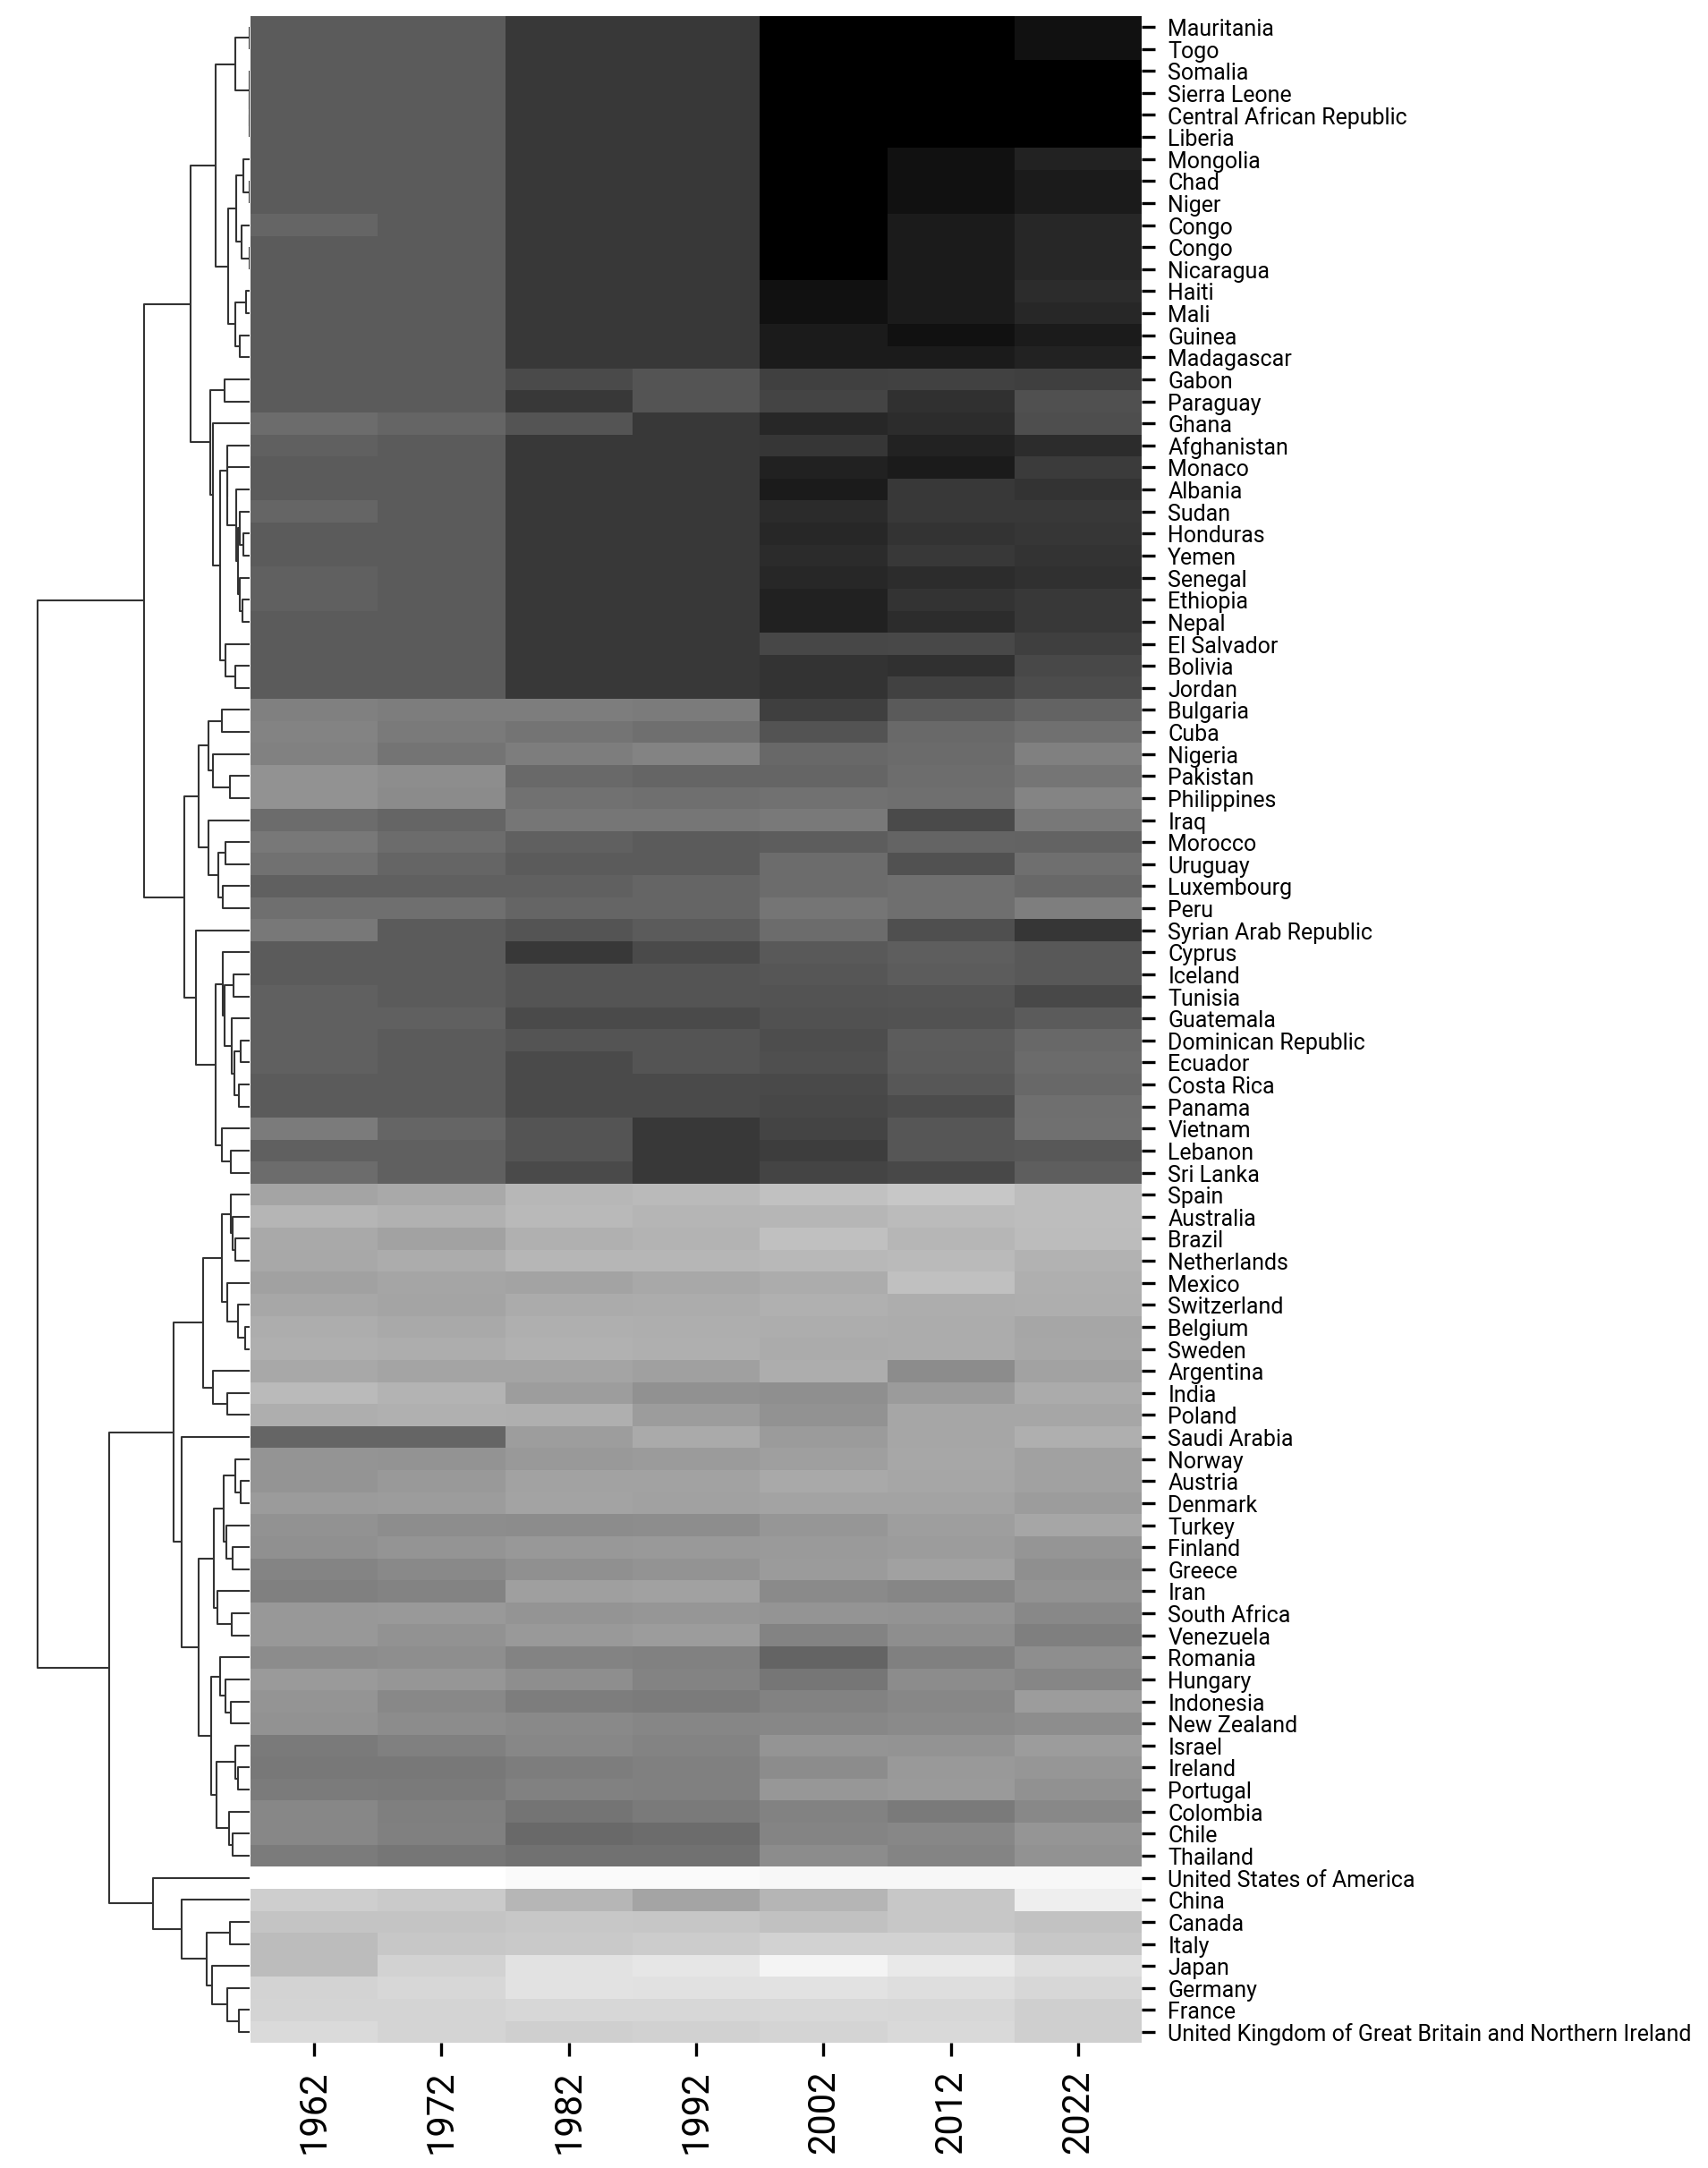 Mauritania
Togo
Somalia
Sierra Leone
Central African Republic
Liberia
Mongolia
Chad
Niger
Congo
Congo
Nicaragua
Haiti
Mali
Guinea
Madagascar
Gabon
Paraguay
Ghana
Afghanistan
Monaco
Albania
Sudan
Honduras
Yemen
Senegal
Ethiopia
Nepal
El Salvador
Bolivia
Jordan
Bulgaria
Cuba
Nigeria
Pakistan
Philippines
Iraq
Morocco
Uruguay
Luxembourg
Peru
Syrian Arab Republic
Cyprus
Iceland
Tunisia
Guatemala
Dominican Republic
Ecuador
Costa Rica
Panama
Vietnam
Lebanon
Sri Lanka
Spain
Australia
Brazil
Netherlands
Mexico
Switzerland
Belgium
Sweden
Argentina
India
Poland
Saudi Arabia
Norway
Austria
Denmark
Turkey
Finland
Greece
Iran
South Africa
Venezuela
Romania
Hungary
Indonesia
New Zealand
Israel
Ireland
Portugal
Colombia
Chile
Thailand
United States of America
China
Canada
Italy
Japan
Germany
France
United Kingdom of Great Britain and Northern Ireland
1962
1972
1982
1992
2002
2012
2022